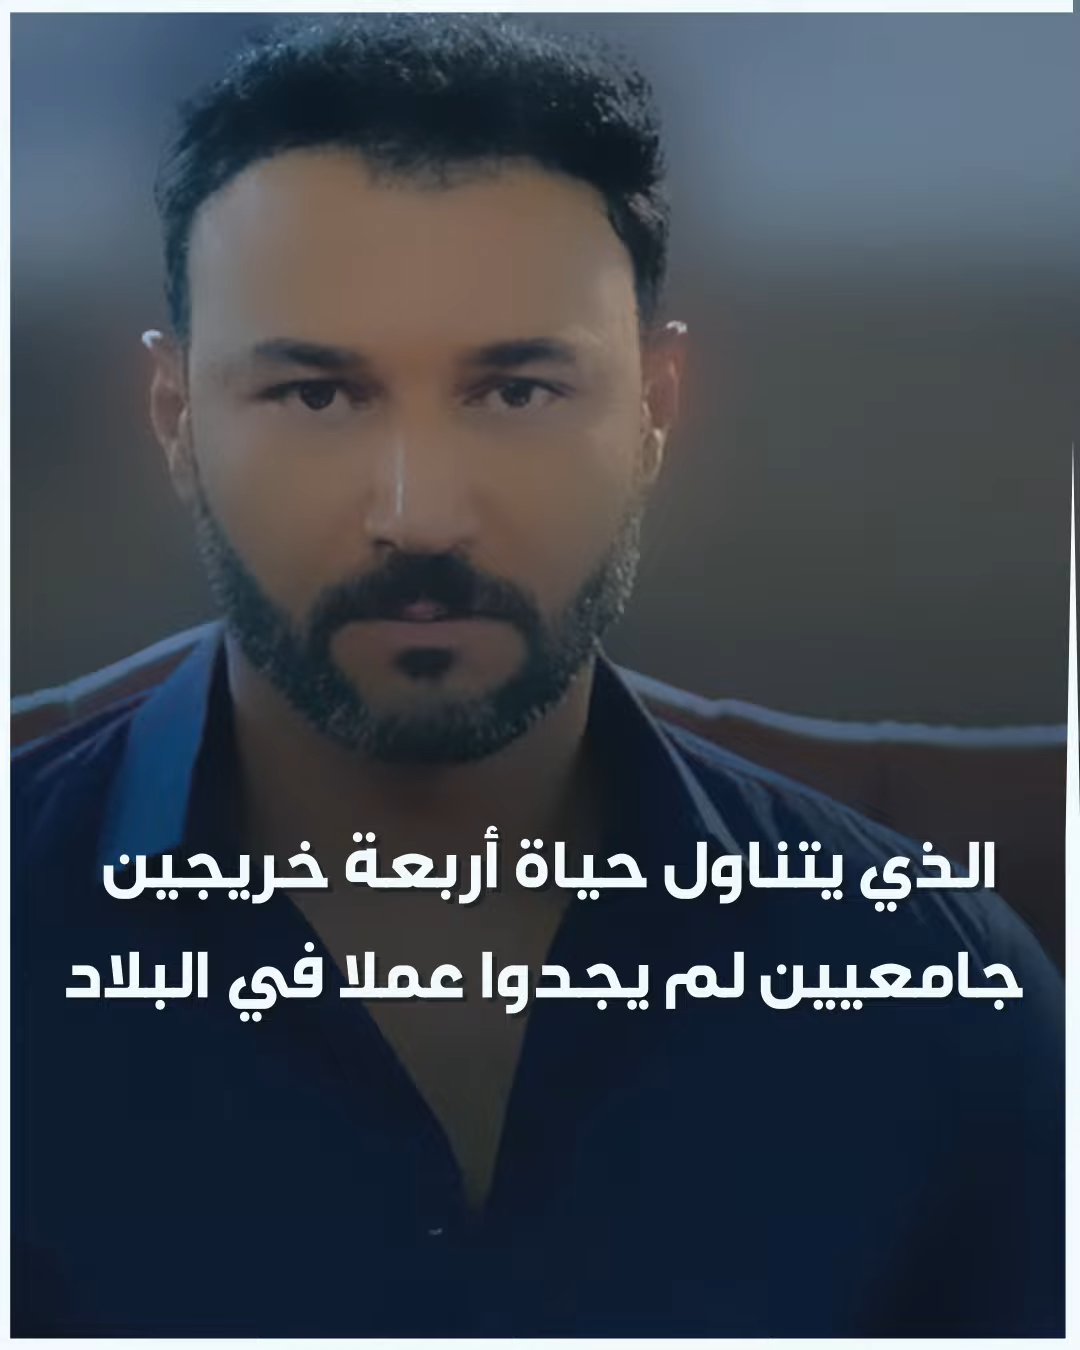 الذي يتناول حياة أربعة خريجين
جامعيين لم يجدوا عملا في البلاد